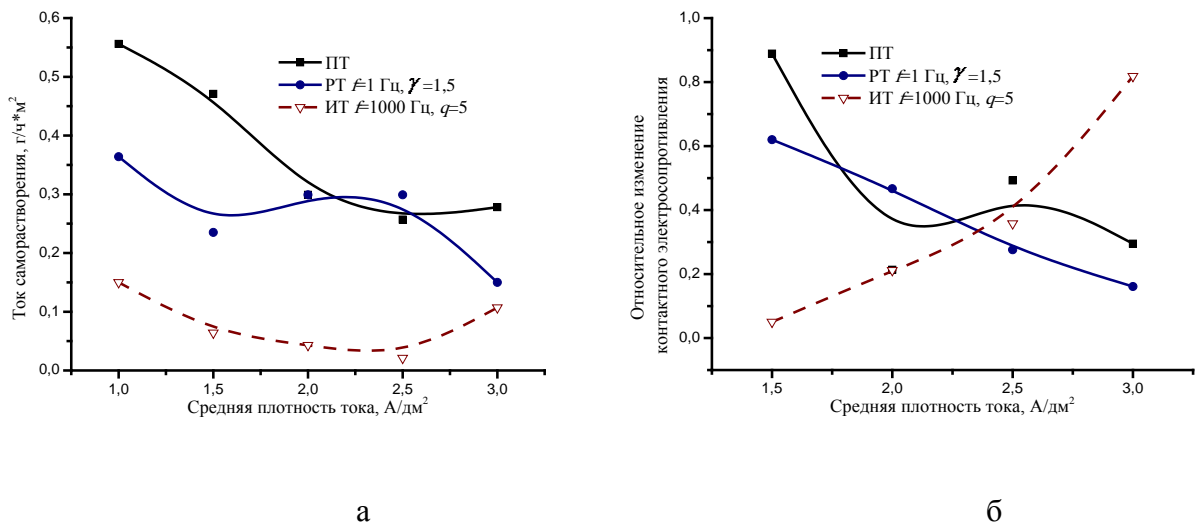 0,6
0,5
0,4
0,3
0,2
0,1
0,0
Ток саморастворения, г/ч*м²
ПТ
РТ f=1 Гц, γ=1,5
ИТ f=1000 Гц, q=5
1,0 1,5 2,0 2,5 3,0
Средняя плотность тока, А/дм²
а
1,0
0,8
0,6
0,4
0,2
0,0
Относительное изменение
контактного электросопротивления
ПТ
РТ f=1 Гц, γ=1,5
ИТ f=1000 Гц, q=5
1,5 2,0 2,5 3,0
Средняя плотность тока, А/дм²
б